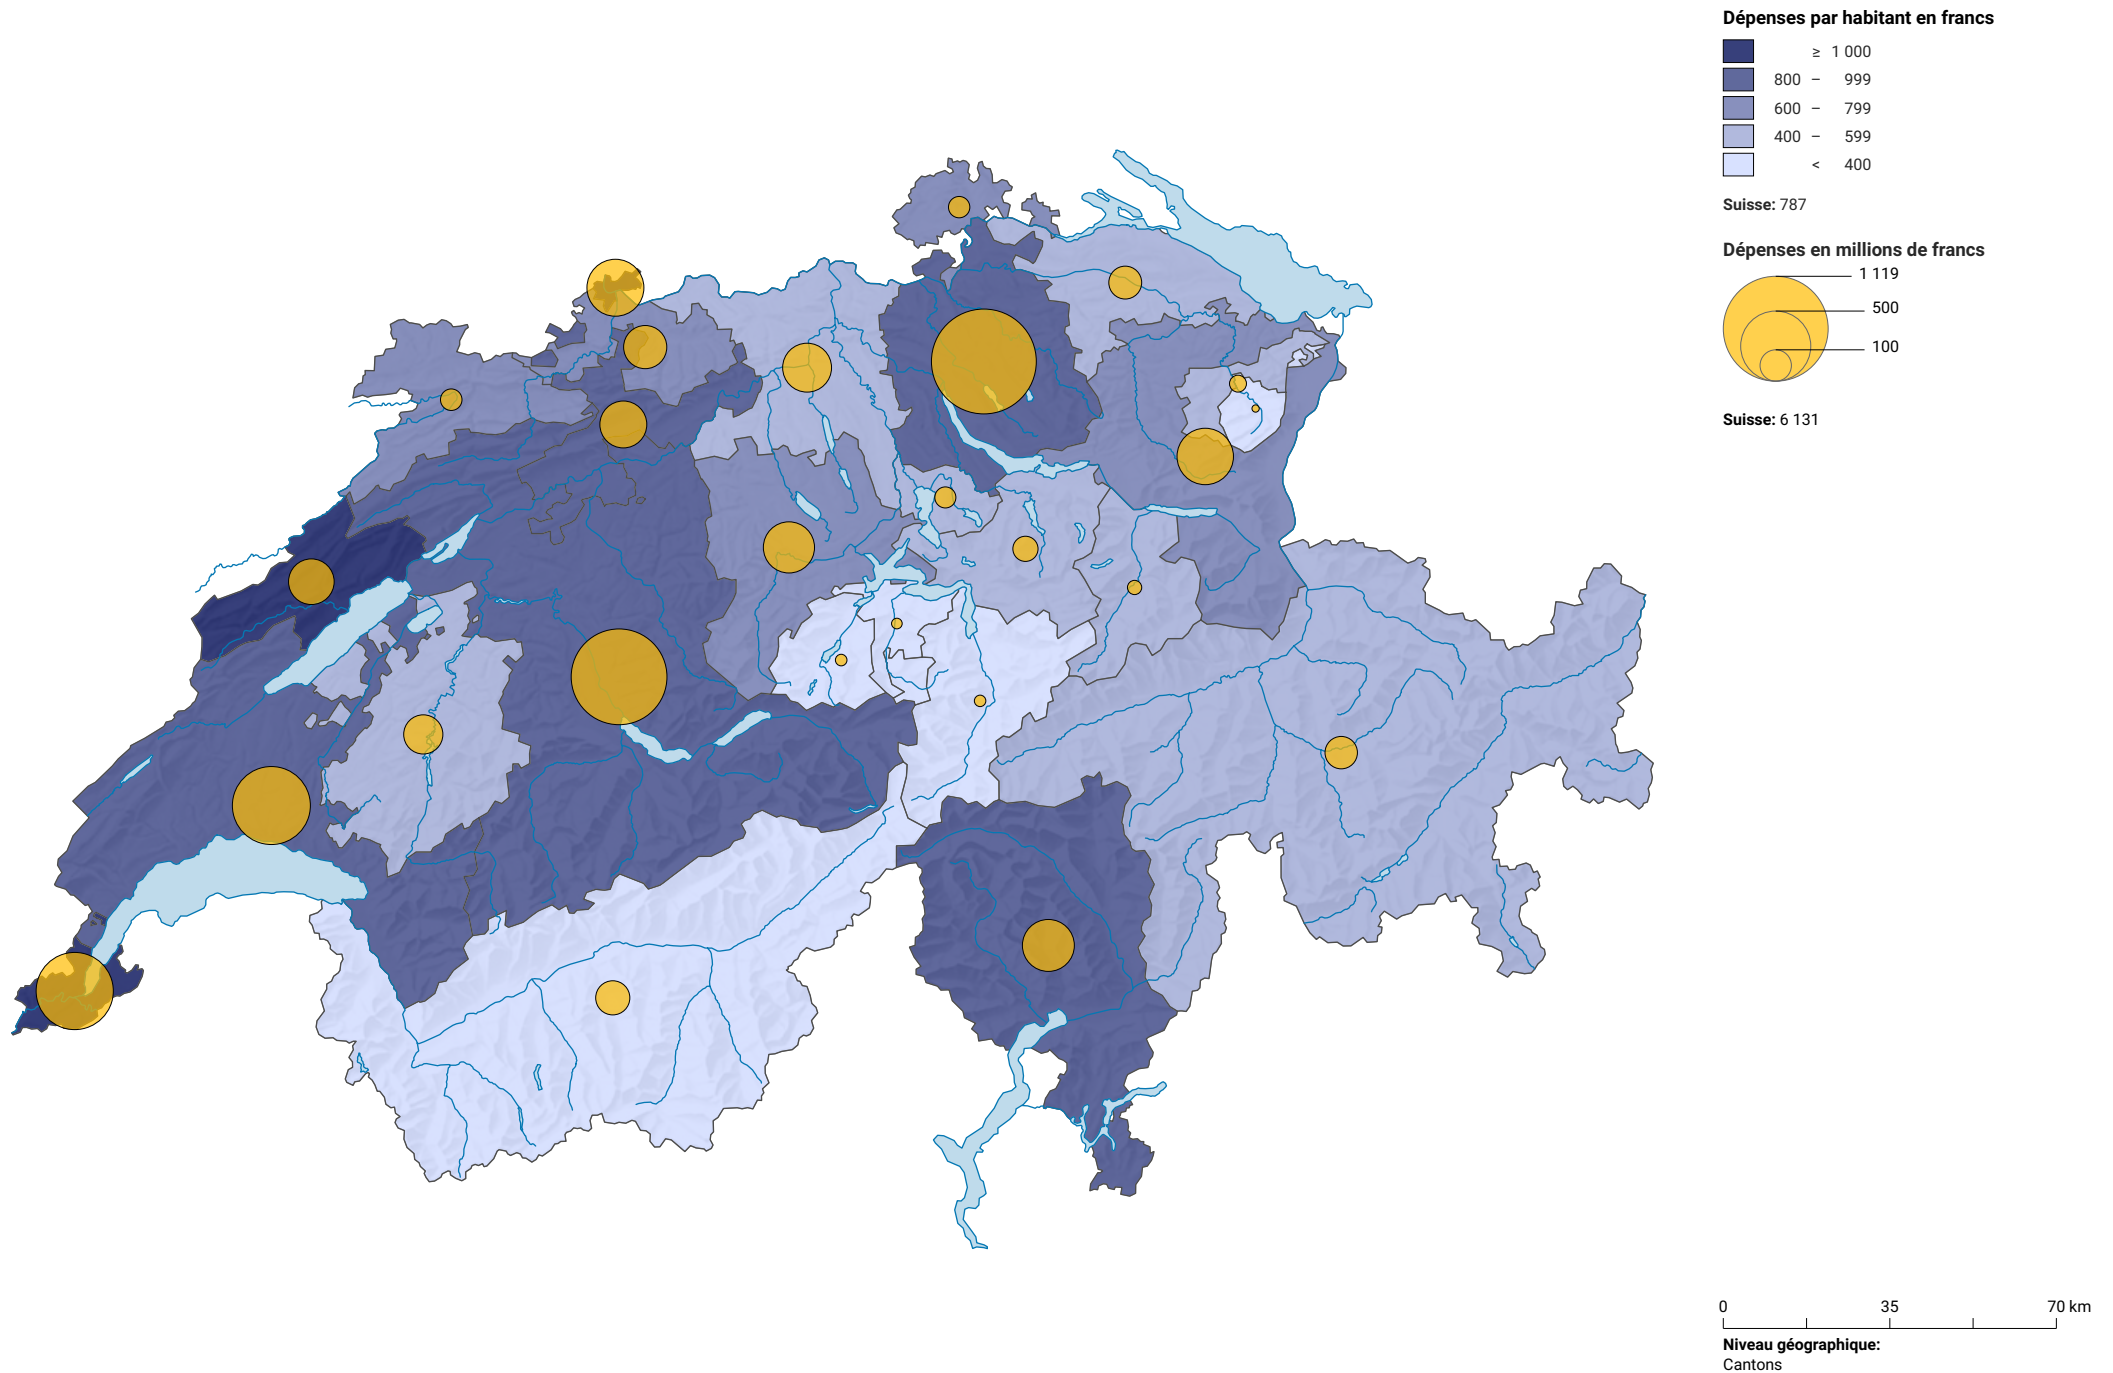 Dépenses par habitant en francs
≥ 1 000
800 – 999
600 – 799
400 – 599
< 400
Suisse: 787
Dépenses en millions de francs
1 119
500
100
Suisse: 6 131
0 35 70 km
Niveau géographique:
Cantons